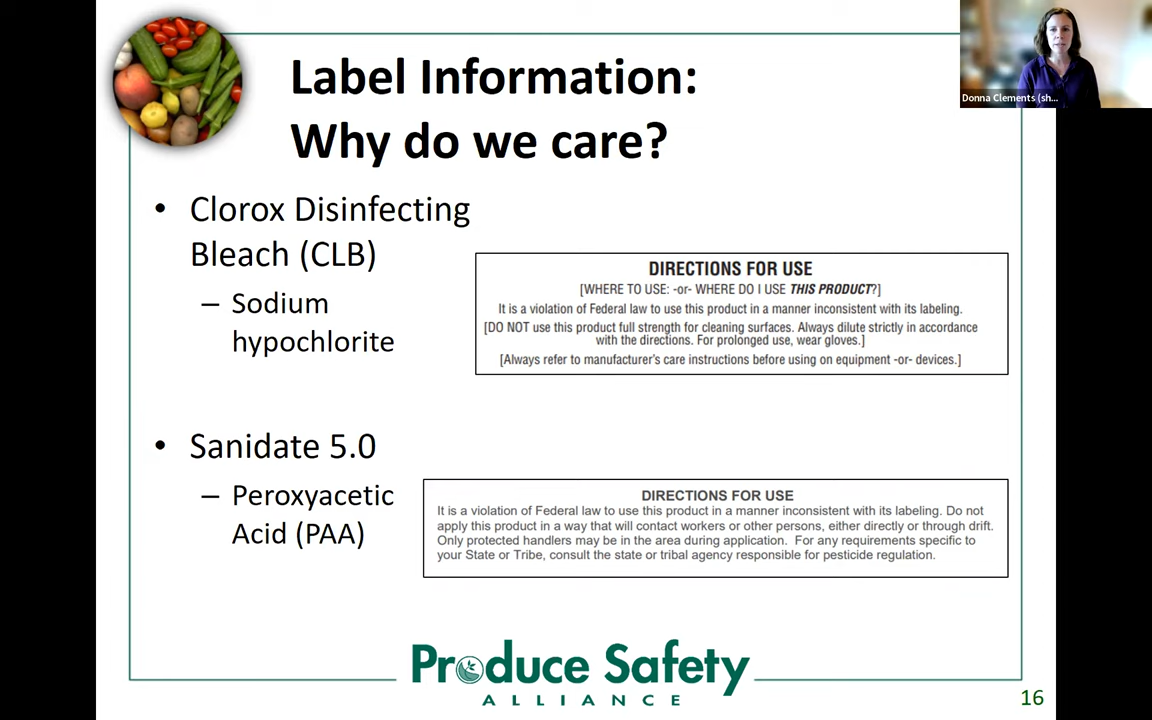 Label Information:
Why do we care?
Donna Clements (sh...
• Clorox Disinfecting
Bleach (CLB)
– Sodium
hypochlorite
DIRECTIONS FOR USE
[WHERE TO USE: -or- WHERE DO I USE THIS PRODUCT?]
It is a violation of Federal law to use this product in a manner inconsistent with its labeling.
[DO NOT use this product full strength for cleaning surfaces. Always dilute strictly in accordance
with the directions. For prolonged use, wear gloves.]
[Always refer to manufacturer's care instructions before using on equipment -or- devices.]
• Sanidate 5.0
– Peroxyacetic
Acid (PAA)
DIRECTIONS FOR USE
It is a violation of Federal law to use this product in a manner inconsistent with its labeling. Do not
apply this product in a way that will contact workers or other persons, either directly or through drift.
Only protected handlers may be in the area during application. For any requirements specific to
your State or Tribe, consult the state or tribal agency responsible for pesticide regulation.
Produce Safety
ALLIANCE
16